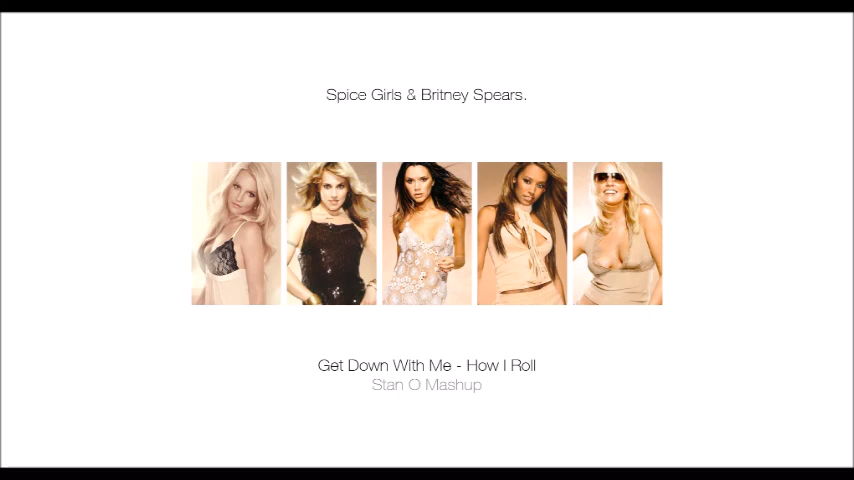 Spice Girls & Britney Spears.
Get Down With Me - How I Roll
Stan O Mashup